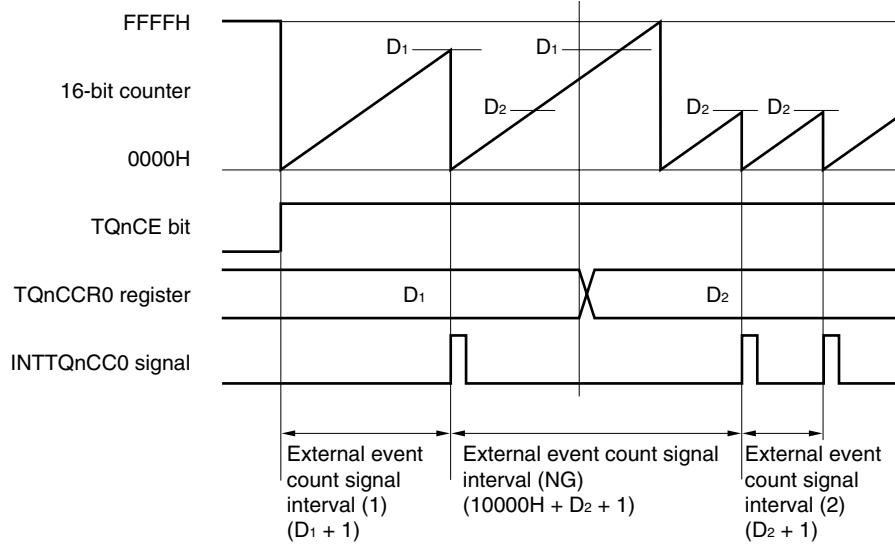 FFFFH
D1
D1
16-bit counter
D2
D2
D2
0000H
TQnCE bit
TQnCCR0 register
D1
D2
INTTQnCC0 signal
External event
count signal
interval (1)
(D1 + 1)
External event count signal
interval (NG)
(10000H + D2 + 1)
External event
count signal
interval (2)
(D2 + 1)